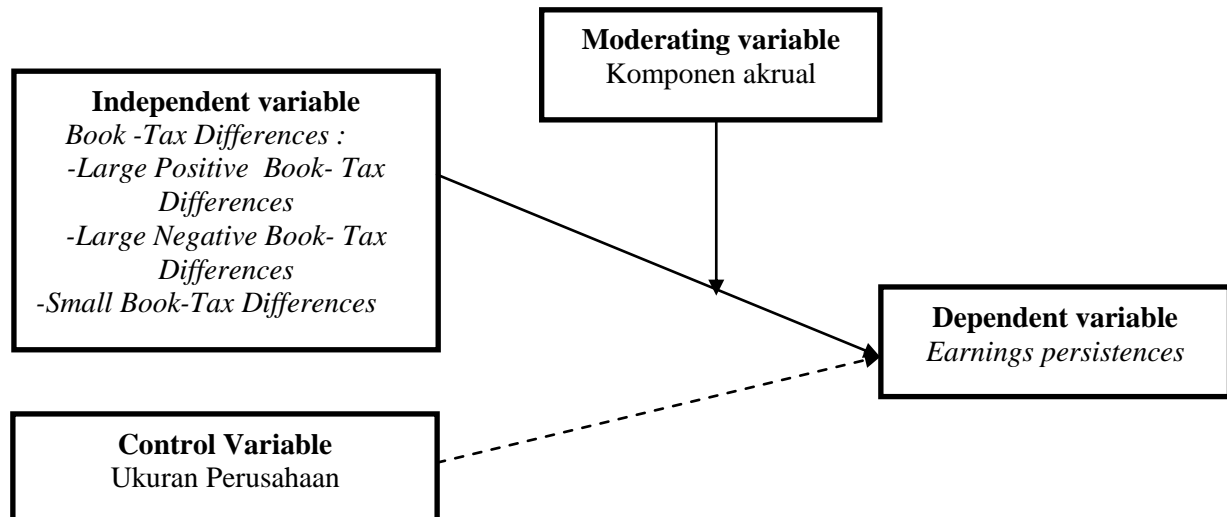 Moderating variable
Komponen akrual
Independent variable
Book -Tax Differences :
-Large Positive Book- Tax
Differences
-Large Negative Book- Tax
Differences
-Small Book-Tax Differences
Dependent variable
Earnings persistences
Control Variable
Ukuran Perusahaan